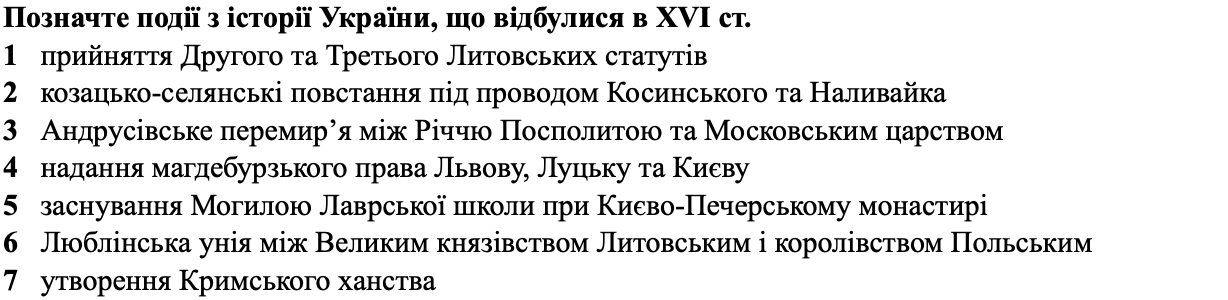 Позначте події з історії України, що відбулися в XVI ст.
1 прийняття Другого та Третього Литовських статутів
2 козацько-селянські повстання під проводом Косинського та Наливайка
3 Андрусівське перемир’я між Річчю Посполитою та Московським царством
4 надання магдебурзького права Львову, Луцьку та Києву
5 заснування Могилою Лаврської школи при Києво-Печерському монастирі
6 Люблінська унія між Великим князівством Литовським і королівством Польським
7 утворення Кримського ханства